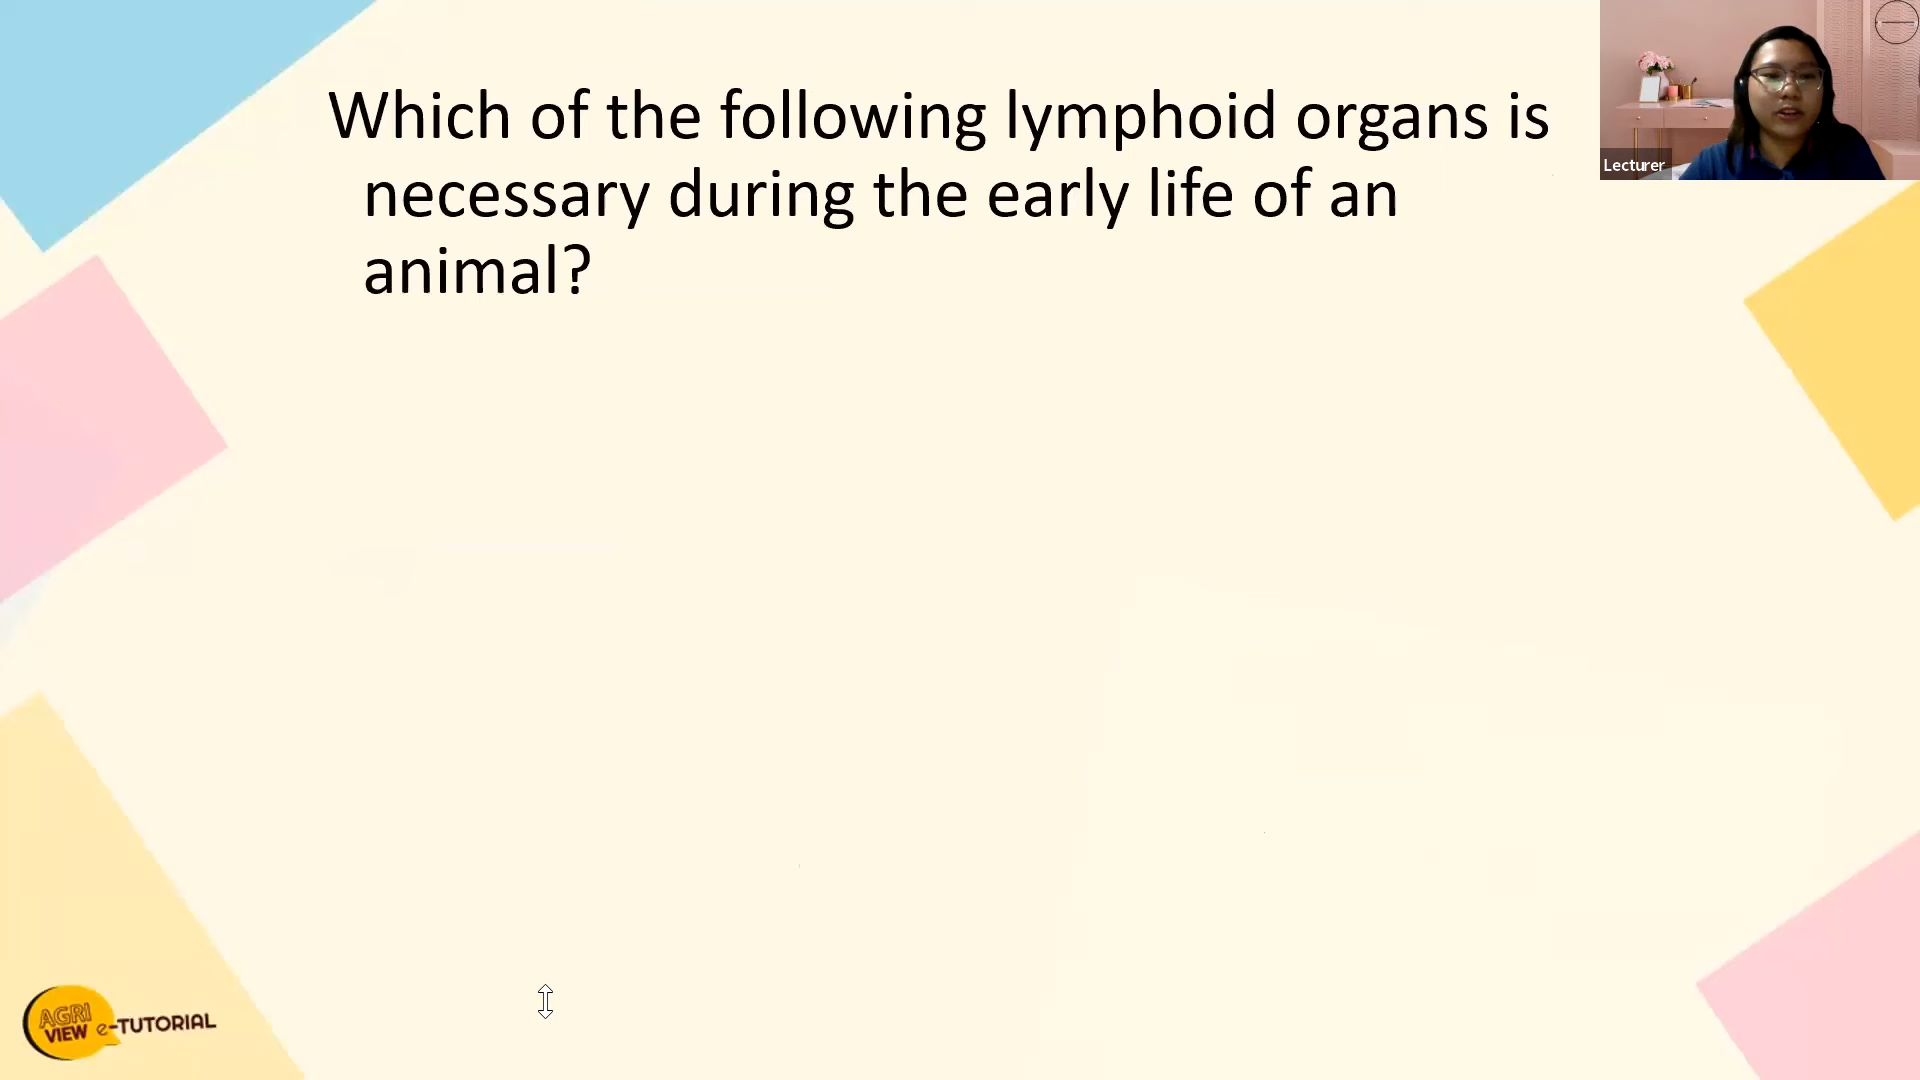 Which of the following lymphoid organs is
necessary during the early life of an
animal?
Lecturer
AGRI
VIEW e-TUTORIAL